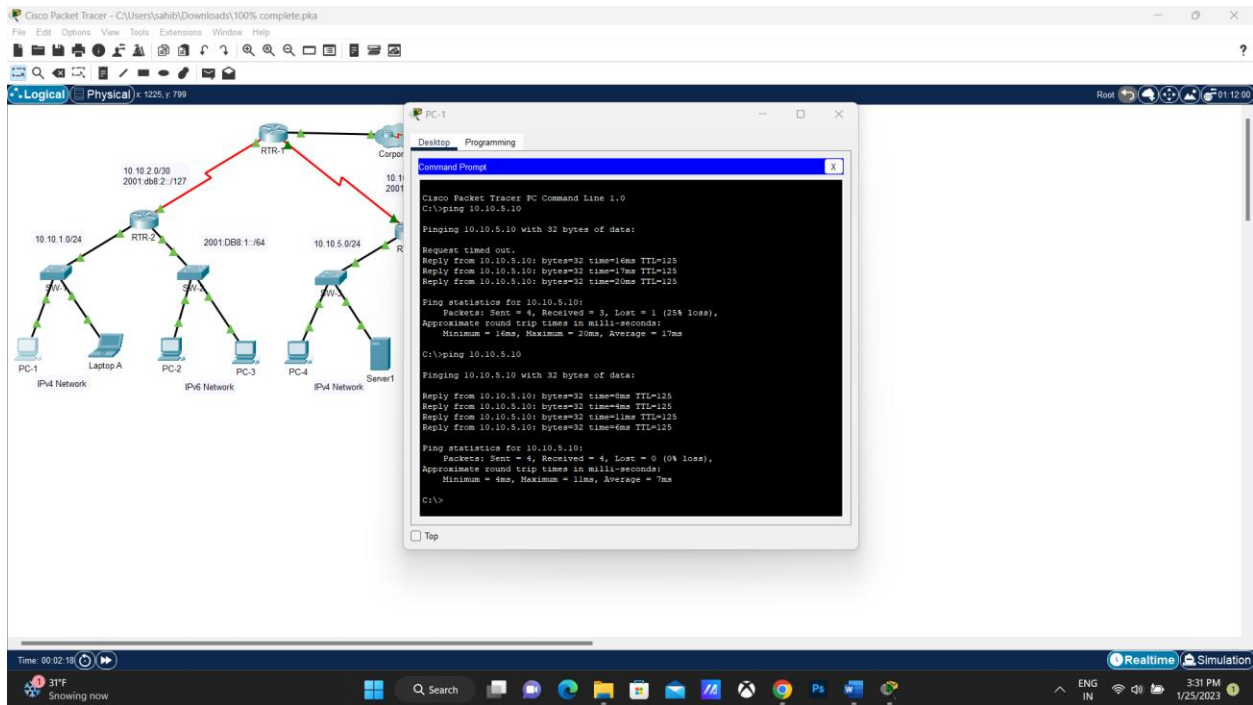 Cisco Packet Tracer - C:\Users\sahib\Downloads\100% complete.pka
File Edit Options View Tools Extensions Window Help
?
Logical Physical x: 1225, y: 799
Root 01:12:00
PC-1
Desktop Programming
Command Prompt X
Cisco Packet Tracer PC Command Line 1.0
C:\>ping 10.10.5.10
Pinging 10.10.5.10 with 32 bytes of data:
Request timed out.
Reply from 10.10.5.10: bytes=32 time=16ms TTL=125
Reply from 10.10.5.10: bytes=32 time=17ms TTL=125
Reply from 10.10.5.10: bytes=32 time=20ms TTL=125
Ping statistics for 10.10.5.10:
Packets: Sent = 4, Received = 3, Lost = 1 (25% loss),
Approximate round trip times in milli-seconds:
Minimum = 16ms, Maximum = 20ms, Average = 17ms
C:\>ping 10.10.5.10
Pinging 10.10.5.10 with 32 bytes of data:
Reply from 10.10.5.10: bytes=32 time=8ms TTL=125
Reply from 10.10.5.10: bytes=32 time=4ms TTL=125
Reply from 10.10.5.10: bytes=32 time=11ms TTL=125
Reply from 10.10.5.10: bytes=32 time=6ms TTL=125
Ping statistics for 10.10.5.10:
Packets: Sent = 4, Received = 4, Lost = 0 (0% loss),
Approximate round trip times in milli-seconds:
Minimum = 4ms, Maximum = 11ms, Average = 7ms
C:\>
Top
RTR-1
Corpor
10.10.2.0/30
2001:db8:2::/127
10.1
2001
RTR-2
10.10.1.0/24
2001:DB8:1::/64
10.10.5.0/24
R
SW-1
SW-2
SW-3
PC-1
Laptop A
PC-2
PC-3
PC-4
Server1
IPv4 Network
IPv6 Network
IPv4 Network
Time: 00:02:18
Realtime Simulation
1
31°F
Snowing now
Search
Ps
ENG
IN
3:31 PM
1/25/2023
1